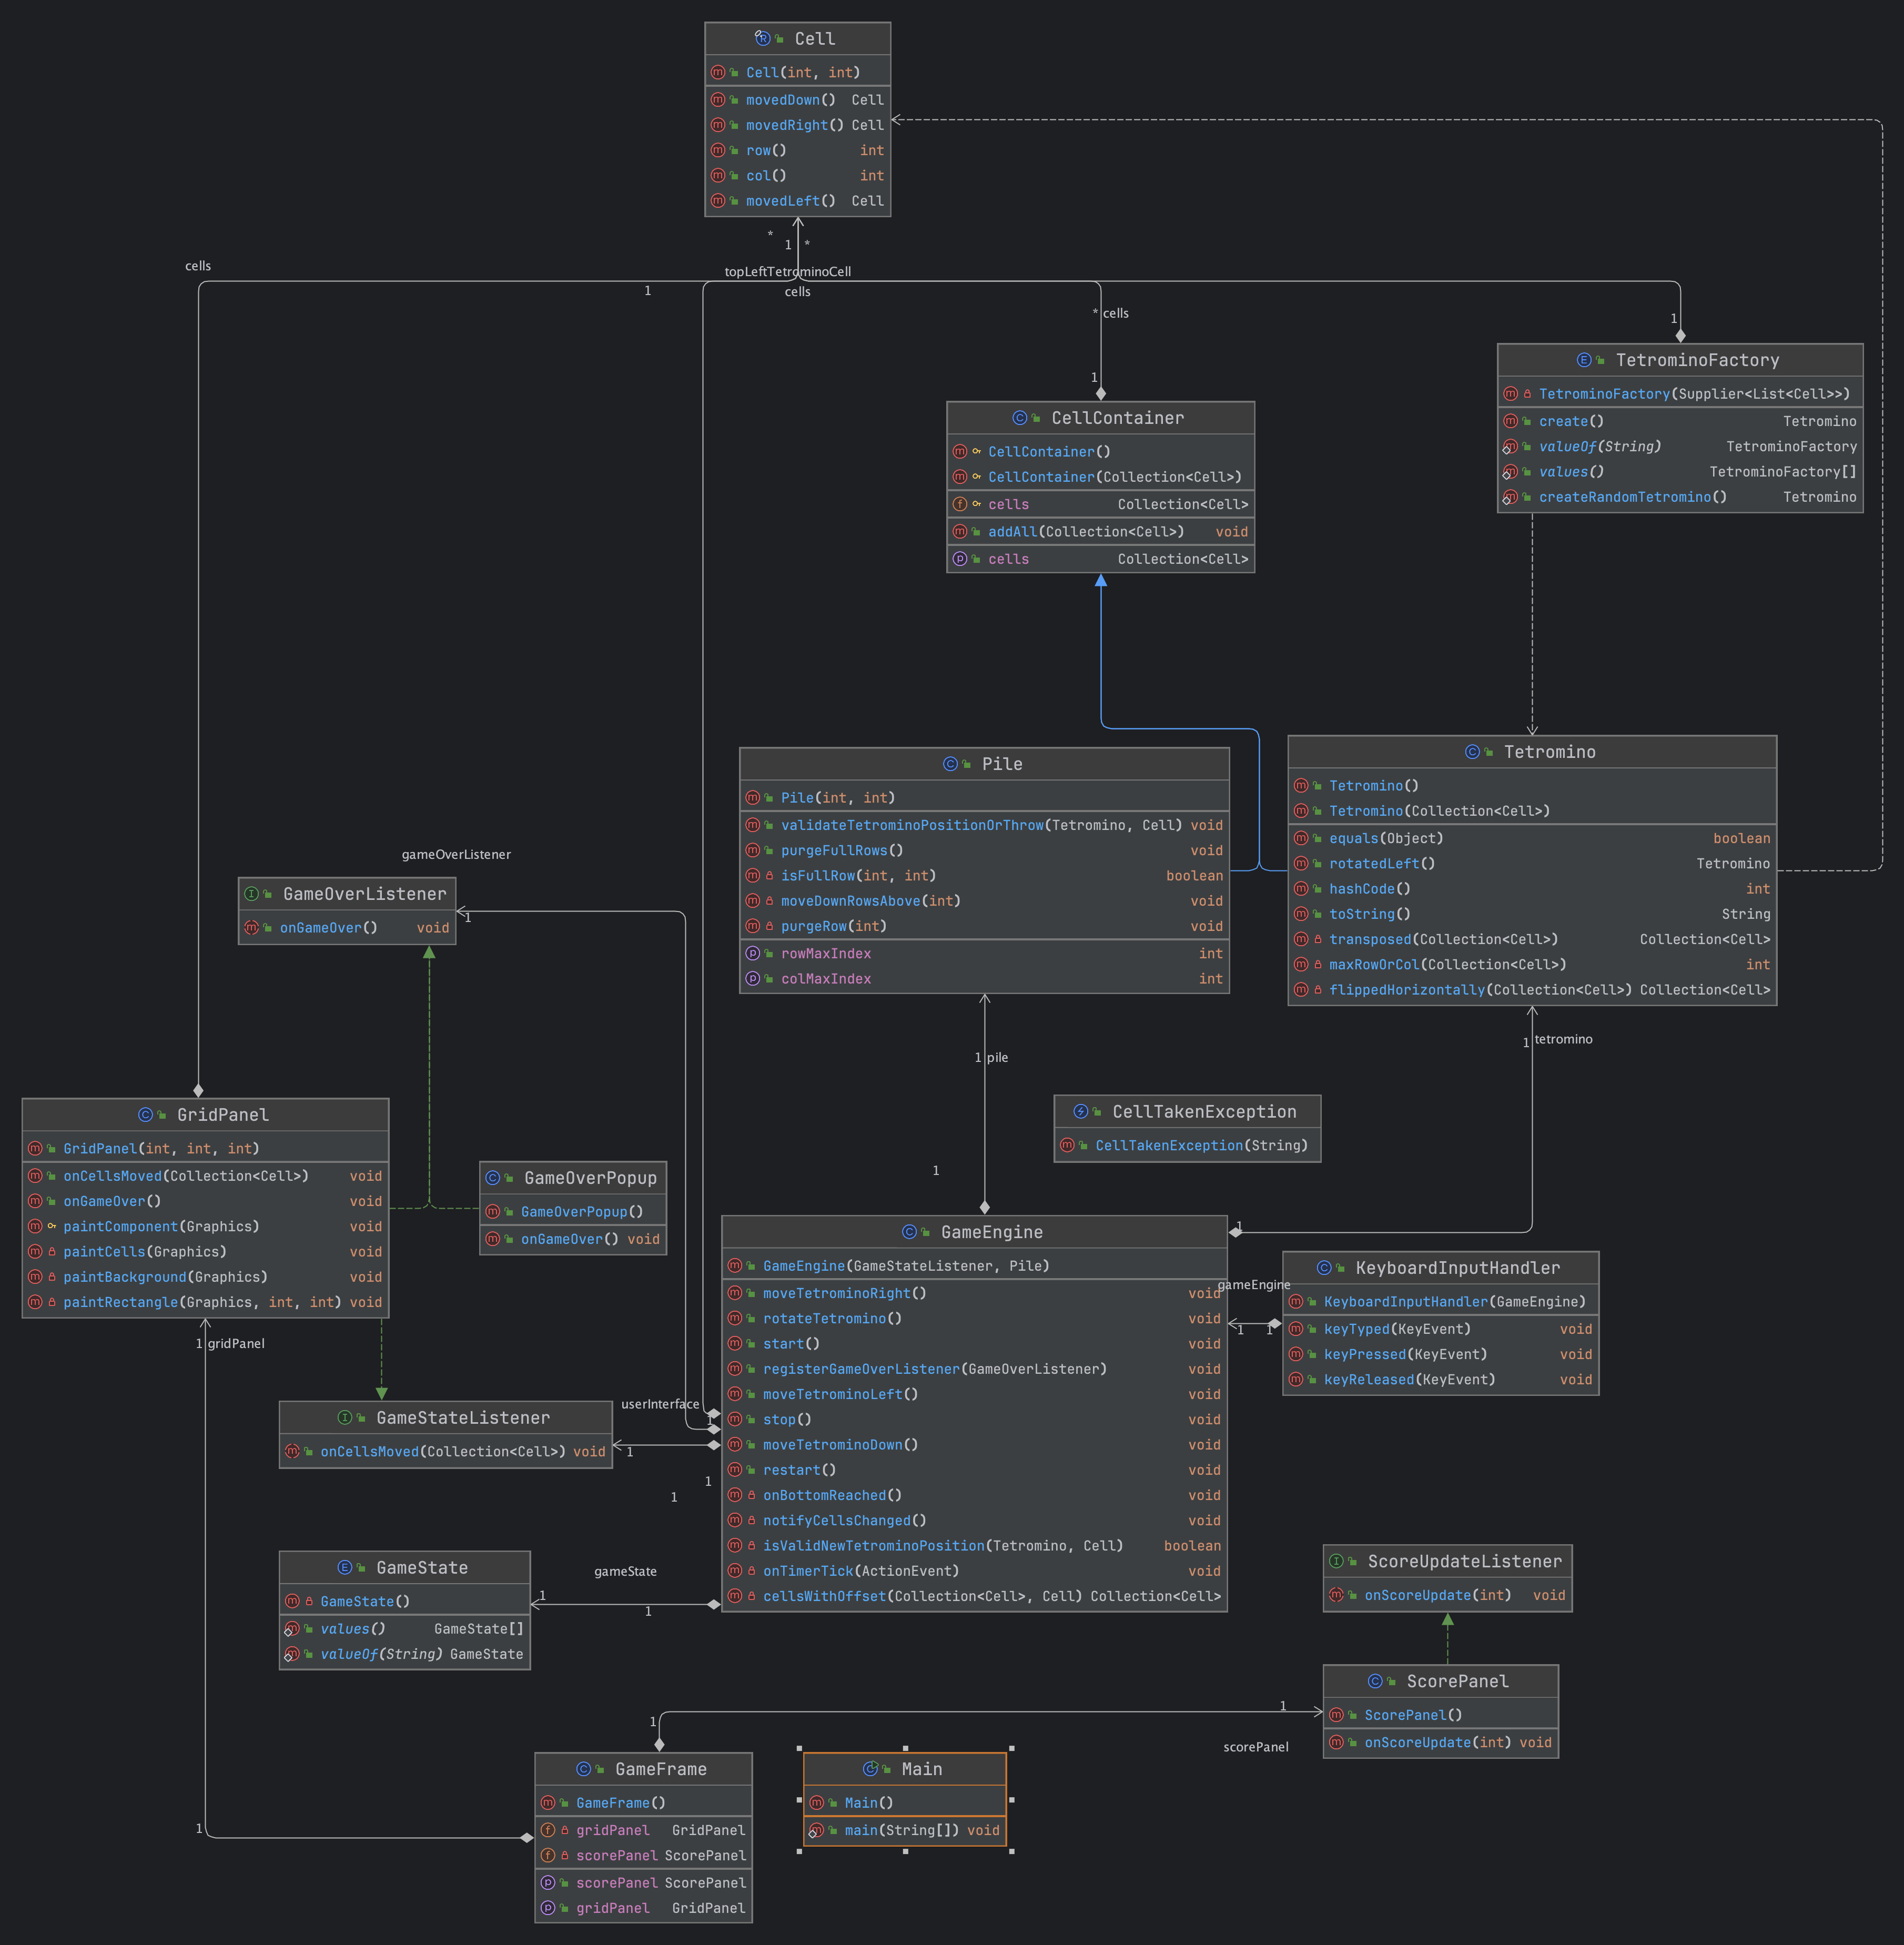 Cell
Cell(int, int)
movedDown() Cell
movedRight() Cell
row() int
col() int
movedLeft() Cell
*
1 *
cells
topLeftTetrominoCell
1
cells
* cells
1
1
TetrominoFactory
TetrominoFactory(Supplier<List<Cell>>)
create() Tetromino
valueOf(String) TetrominoFactory
values() TetrominoFactory[]
createRandomTetromino() Tetromino
CellContainer
CellContainer()
CellContainer(Collection<Cell>)
cells Collection<Cell>
addAll(Collection<Cell>) void
cells Collection<Cell>
Pile
Pile(int, int)
validateTetrominoPositionOrThrow(Tetromino, Cell) void
purgeFullRows() void
isFullRow(int, int) boolean
moveDownRowsAbove(int) void
purgeRow(int) void
rowMaxIndex int
colMaxIndex int
Tetromino
Tetromino()
Tetromino(Collection<Cell>)
equals(Object) boolean
rotatedLeft() Tetromino
hashCode() int
toString() String
transposed(Collection<Cell>) Collection<Cell>
maxRowOrCol(Collection<Cell>) int
flippedHorizontally(Collection<Cell>) Collection<Cell>
gameOverListener
GameOverListener
onGameOver() void
1
1 pile
1 tetromino
CellTakenException
CellTakenException(String)
1
GridPanel
GridPanel(int, int, int)
onCellsMoved(Collection<Cell>) void
onGameOver() void
paintComponent(Graphics) void
paintCells(Graphics) void
paintBackground(Graphics) void
paintRectangle(Graphics, int, int) void
1 gridPanel
GameOverPopup
GameOverPopup()
onGameOver() void
GameEngine
GameEngine(GameStateListener, Pile)
moveTetrominoRight() void
rotateTetromino() void
start() void
registerGameOverListener(GameOverListener) void
moveTetrominoLeft() void
stop() void
moveTetrominoDown() void
restart() void
onBottomReached() void
notifyCellsChanged() void
isValidNewTetrominoPosition(Tetromino, Cell) boolean
onTimerTick(ActionEvent) void
cellsWithOffset(Collection<Cell>, Cell) Collection<Cell>
1
gameEngine
1 1
KeyboardInputHandler
KeyboardInputHandler(GameEngine)
keyTyped(KeyEvent) void
keyPressed(KeyEvent) void
keyReleased(KeyEvent) void
userInterface
1
GameStateListener
onCellsMoved(Collection<Cell>) void
1
1
1
GameState
GameState()
values() GameState[]
valueOf(String) GameState
gameState
1
1
ScoreUpdateListener
onScoreUpdate(int) void
ScorePanel
ScorePanel()
onScoreUpdate(int) void
1
1
scorePanel
1
GameFrame
GameFrame()
gridPanel GridPanel
scorePanel ScorePanel
scorePanel ScorePanel
gridPanel GridPanel
Main
Main()
main(String[]) void